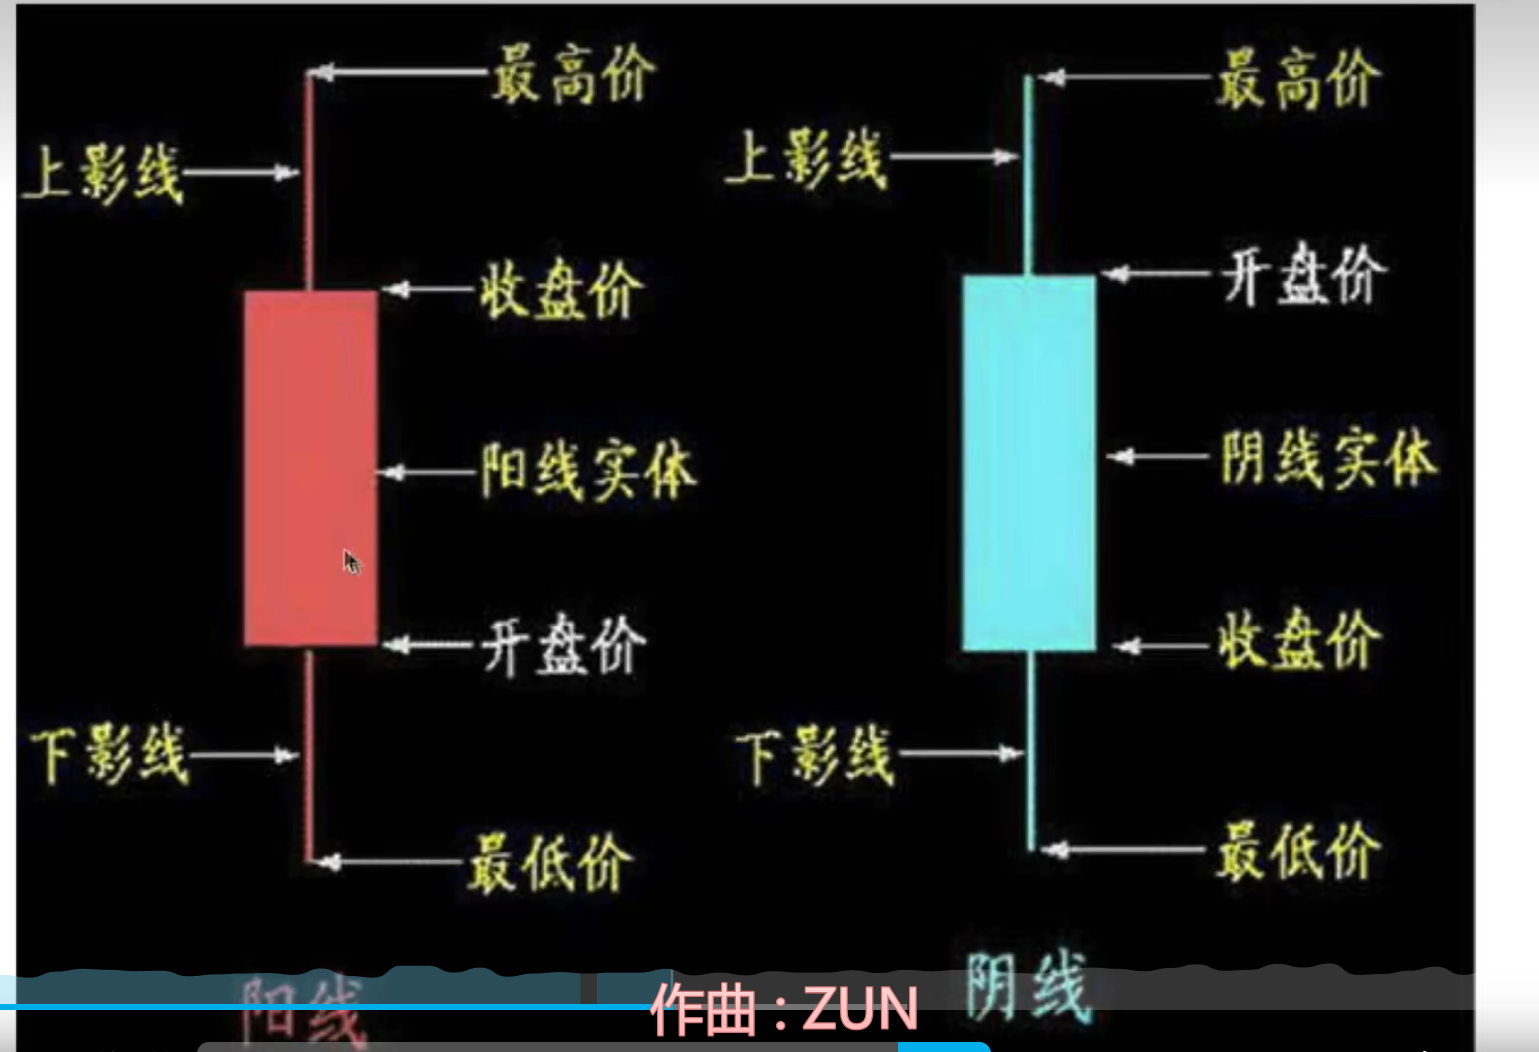 最高价
上影线
收盘价
阳线实体
开盘价
下影线
最低价
阳线
最高价
上影线
开盘价
阴线实体
收盘价
下影线
最低价
阴线
作曲 : ZUN